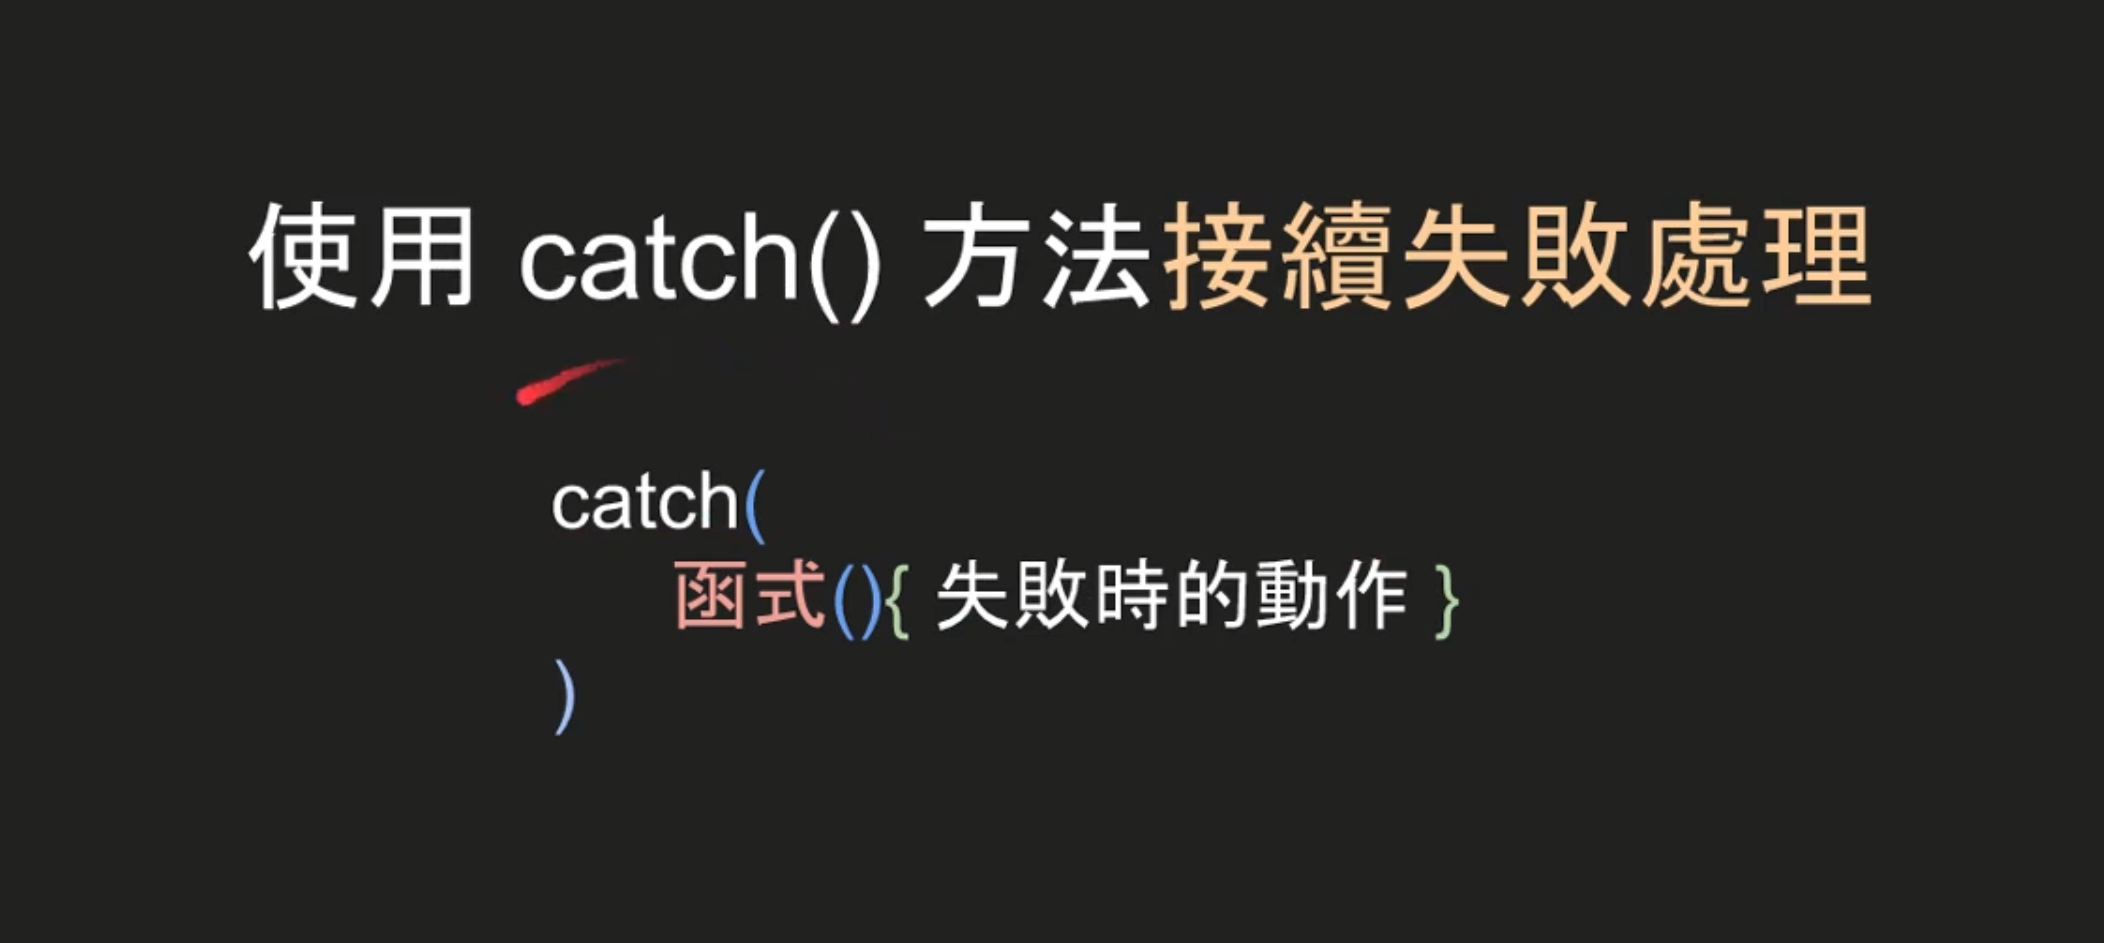 使用 catch() 方法接續失敗處理
catch(
函式(){ 失敗時的動作 }
)